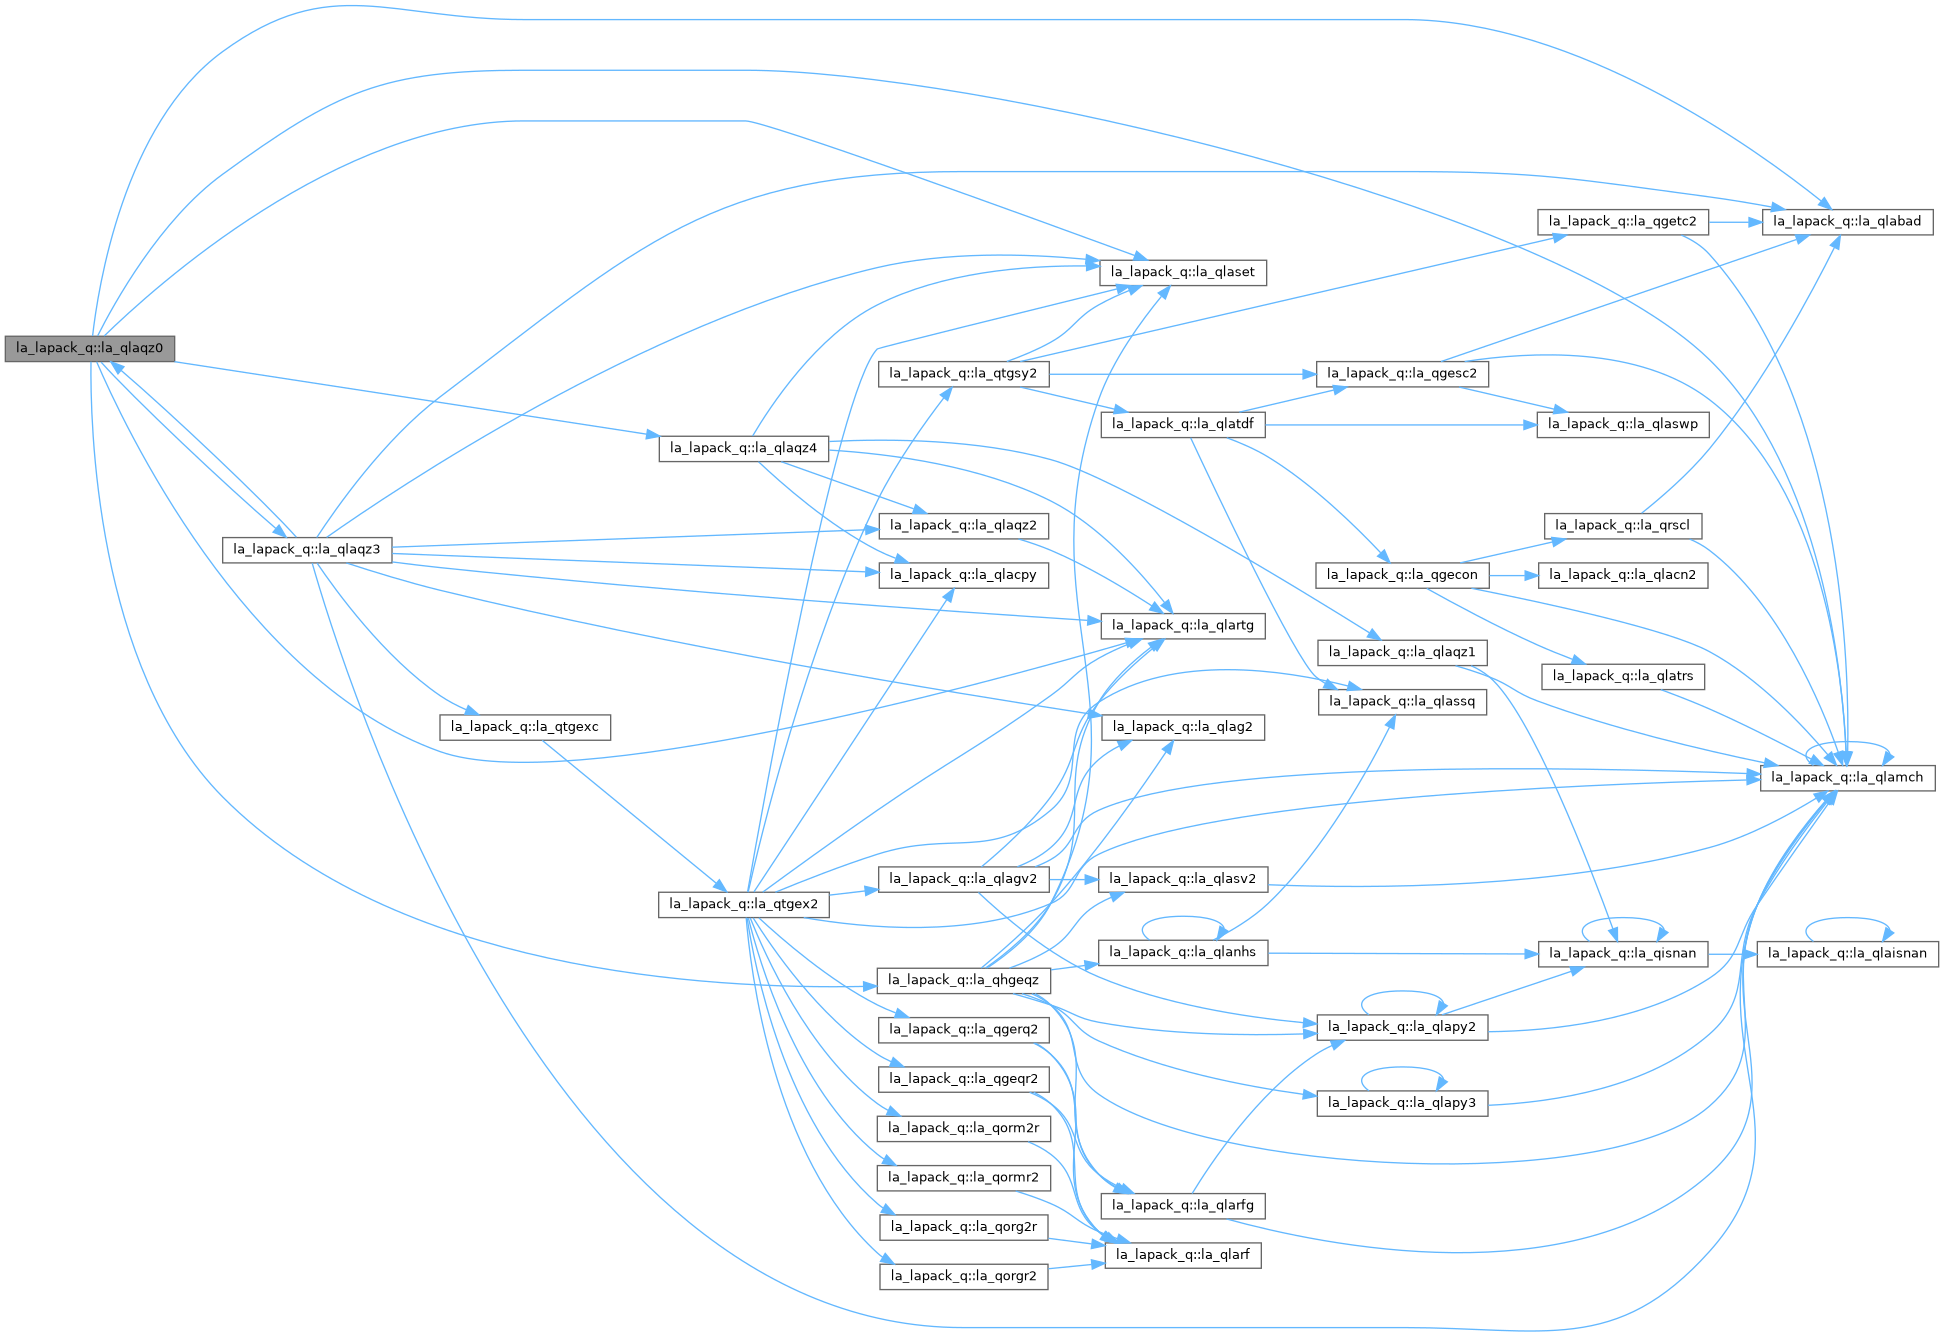 la_lapack_q::la_qlaqz0
la_lapack_q::la_qlaqz3
la_lapack_q::la_qtgexc
la_lapack_q::la_qlaqz4
la_lapack_q::la_qtgex2
la_lapack_q::la_qtgsy2
la_lapack_q::la_qlaqz2
la_lapack_q::la_qlacpy
la_lapack_q::la_qlagv2
la_lapack_q::la_qhgeqz
la_lapack_q::la_qgerq2
la_lapack_q::la_qgeqr2
la_lapack_q::la_qorm2r
la_lapack_q::la_qormr2
la_lapack_q::la_qorg2r
la_lapack_q::la_qorgr2
la_lapack_q::la_qlaset
la_lapack_q::la_qlatdf
la_lapack_q::la_qlartg
la_lapack_q::la_qlag2
la_lapack_q::la_qlasv2
la_lapack_q::la_qlanhs
la_lapack_q::la_qlarfg
la_lapack_q::la_qlarf
la_lapack_q::la_qgesc2
la_lapack_q::la_qgecon
la_lapack_q::la_qlaqz1
la_lapack_q::la_qlassq
la_lapack_q::la_qlapy2
la_lapack_q::la_qlapy3
la_lapack_q::la_qgetc2
la_lapack_q::la_qlaswp
la_lapack_q::la_qrscl
la_lapack_q::la_qlacn2
la_lapack_q::la_qlatrs
la_lapack_q::la_qisnan
la_lapack_q::la_qlabad
la_lapack_q::la_qlamch
la_lapack_q::la_qlaisnan